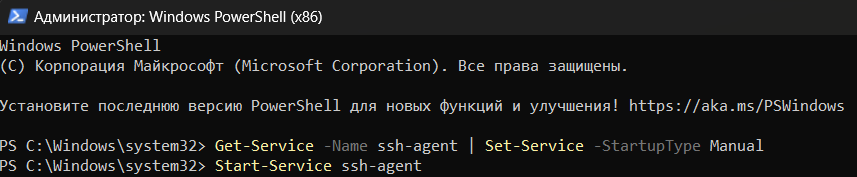 Администратор: Windows PowerShell (x86)
Windows PowerShell
(C) Корпорация Майкрософт (Microsoft Corporation). Все права защищены.
Установите последнюю версию PowerShell для новых функций и улучшения! https://aka.ms/PSWindows
PS C:\Windows\system32> Get-Service -Name ssh-agent | Set-Service -StartupType Manual
PS C:\Windows\system32> Start-Service ssh-agent